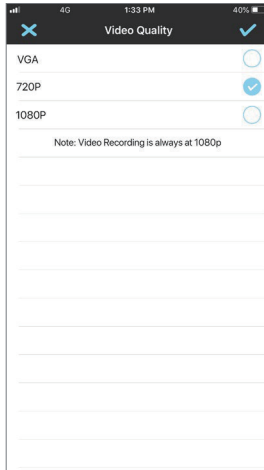 4G 1:33 PM 40%
Video Quality
VGA
720P
1080P
Note: Video Recording is always at 1080p